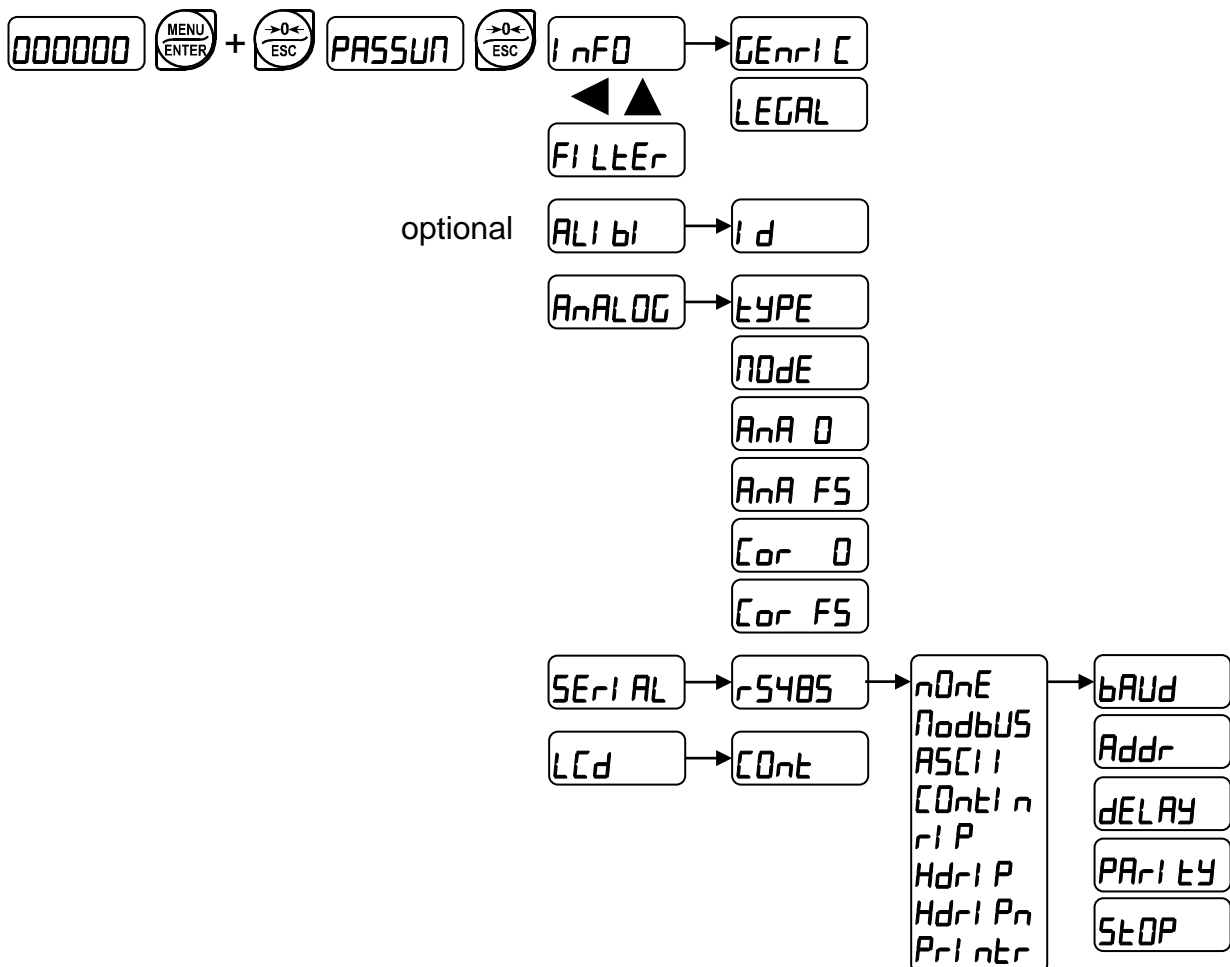 000000 MENU ENTER + →0← ESC PASSUM →0← ESC InFO GEnrIC
LEGAL
FILtEr
optional ALIbI Id
AnALOG tYPE
MOdE
AnA 0
AnA FS
Cor 0
Cor FS
SErIAL rS485 nOnE bAUd
ModbUS
Addr
LCd COnt ASCII
COntIn
dELAY
rIP
HdrIP PArItY
HdrIPn
StOP
PrIntr